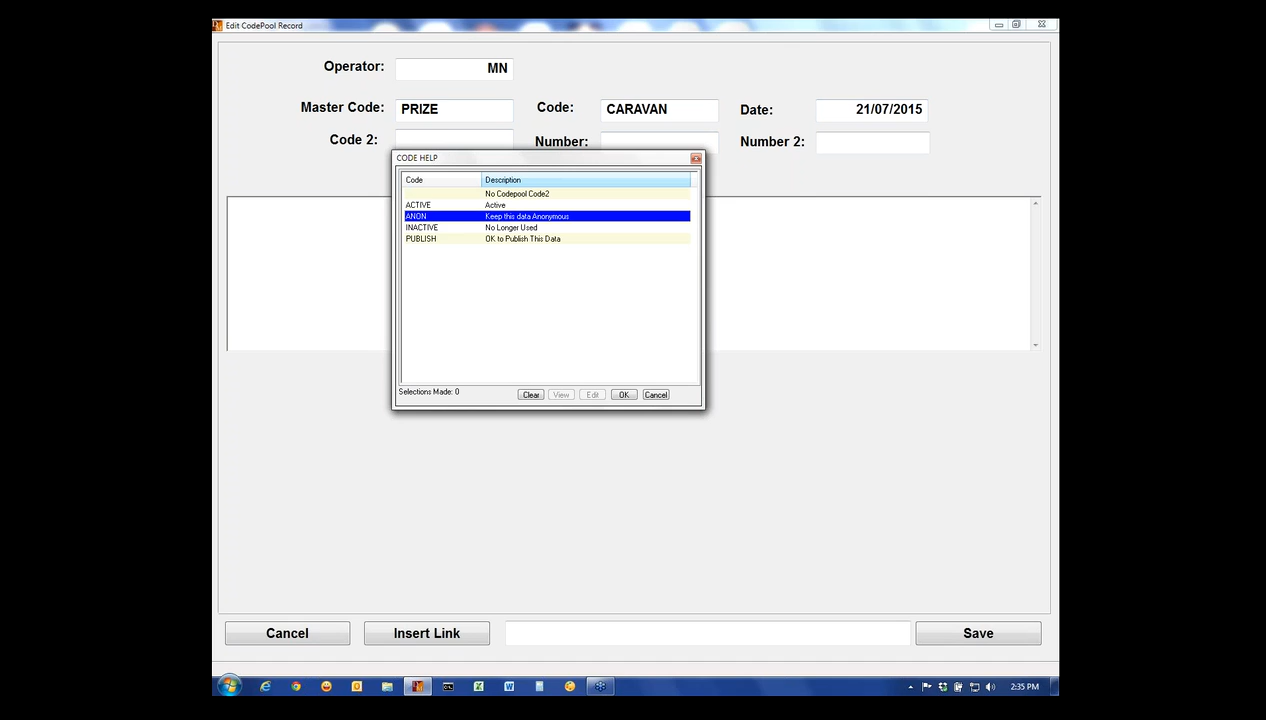 Edit CodePool Record
Operator: MN
Master Code: PRIZE Code: CARAVAN Date: 21/07/2015
Code 2: Number: Number 2:
CODE HELP
Code Description
No Codepool Code2
ACTIVE Active
ANON Keep this data Anonymous
INACTIVE No Longer Used
PUBLISH OK to Publish This Data
Selections Made: 0 Clear View Edit OK Cancel
Cancel Insert Link Save
2:35 PM